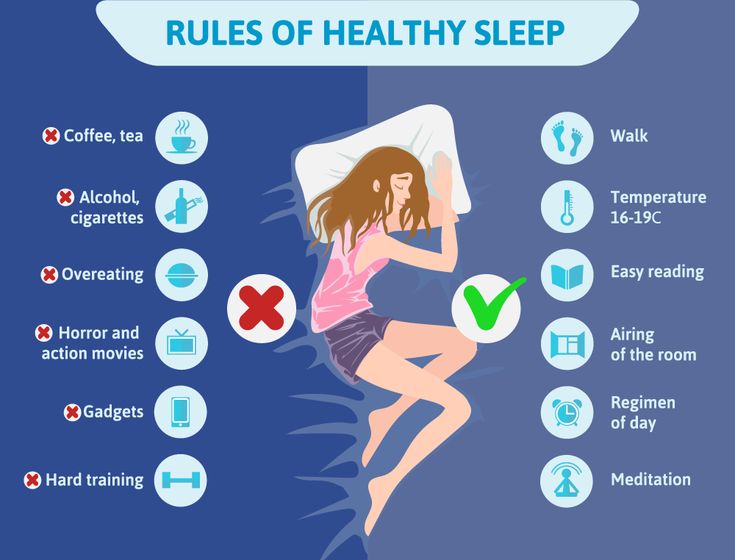 RULES OF HEALTHY SLEEP
Coffee, tea
Alcohol,
cigarettes
Overeating
Horror and
action movies
Gadgets
Hard training
Walk
Temperature
16-19C
Easy reading
Airing
of the room
Regimen
of day
Meditation